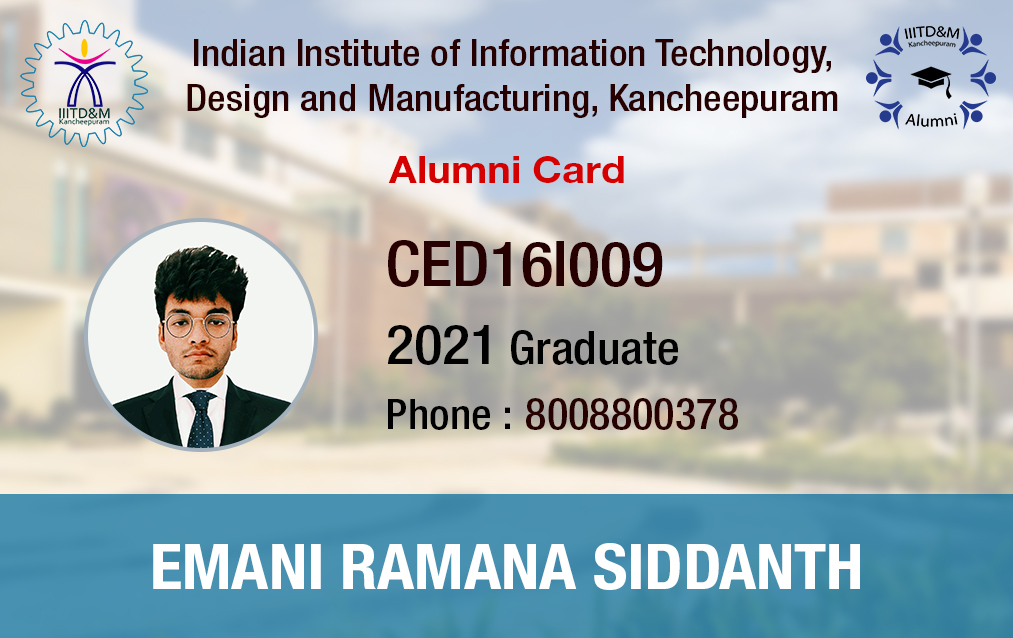 Indian Institute of Information Technology,
Design and Manufacturing, Kancheepuram
IIITD&M
Kancheepuram
IIITD&M
Kancheepuram
Alumni
Alumni Card
CED16I009
2021 Graduate
Phone : 8008800378
EMANI RAMANA SIDDANTH